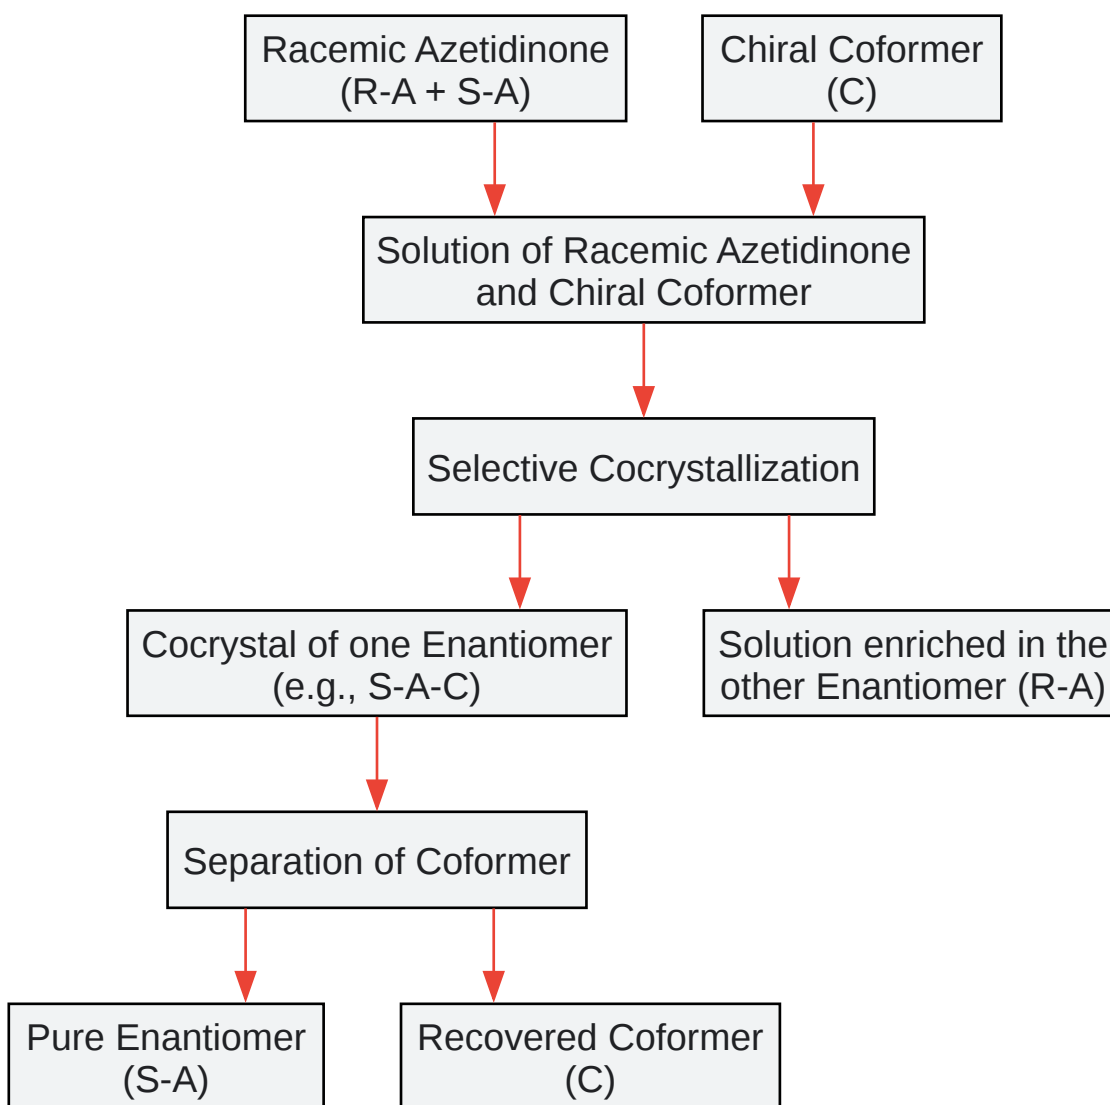 Racemic Azetidinone
(R-A + S-A)
Chiral Coformer
(C)
Solution of Racemic Azetidinone
and Chiral Coformer
Selective Cocrystallization
Cocrystal of one Enantiomer
(e.g., S-A-C)
Solution enriched in the
other Enantiomer (R-A)
Separation of Coformer
Pure Enantiomer
(S-A)
Recovered Coformer
(C)